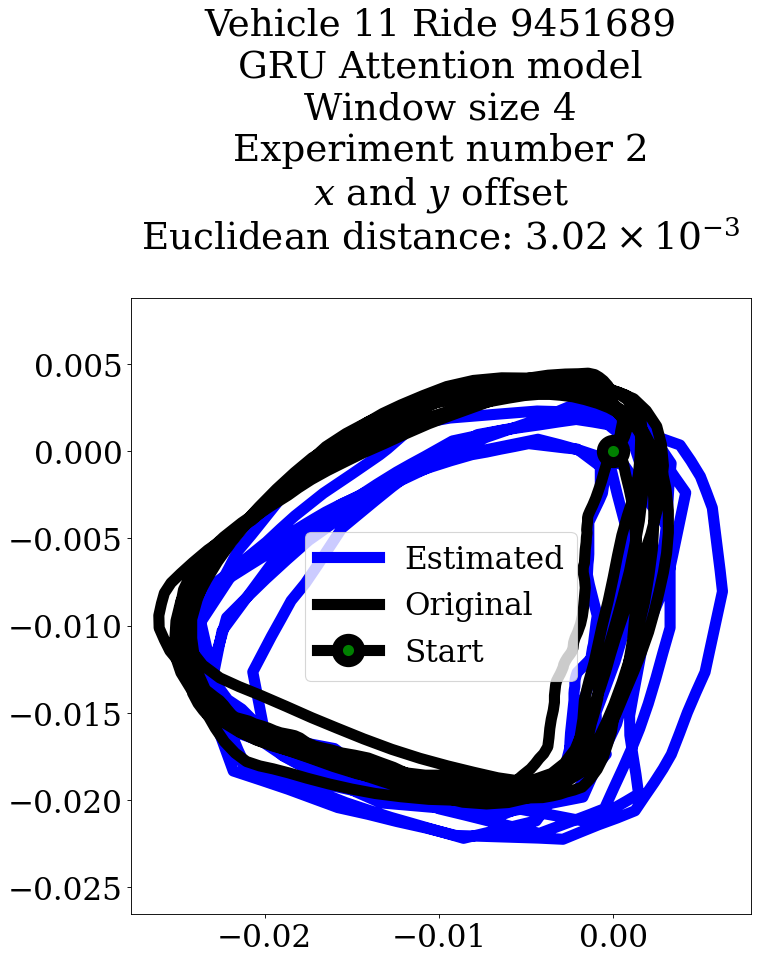 Vehicle 11 Ride 9451689
GRU Attention model
Window size 4
Experiment number 2
x and y offset
Euclidean distance: 3.02 × 10⁻³
0.005
0.000
−0.005
−0.010
−0.015
−0.020
−0.025
Estimated
Original
Start
−0.02
−0.01
0.00